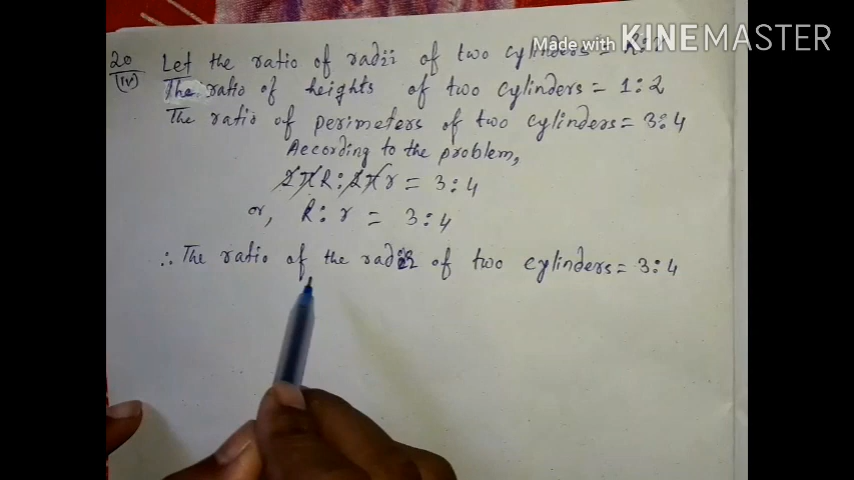 Made with KINEMASTER
20 (iv) Let the ratio of radii of two cylinders = R:
The ratio of heights of two cylinders = 1:2
The ratio of perimeters of two cylinders = 3:4
According to the problem,
2πR : 2πr = 3:4
or, R : r = 3:4
∴ The ratio of the radii of two cylinders = 3:4